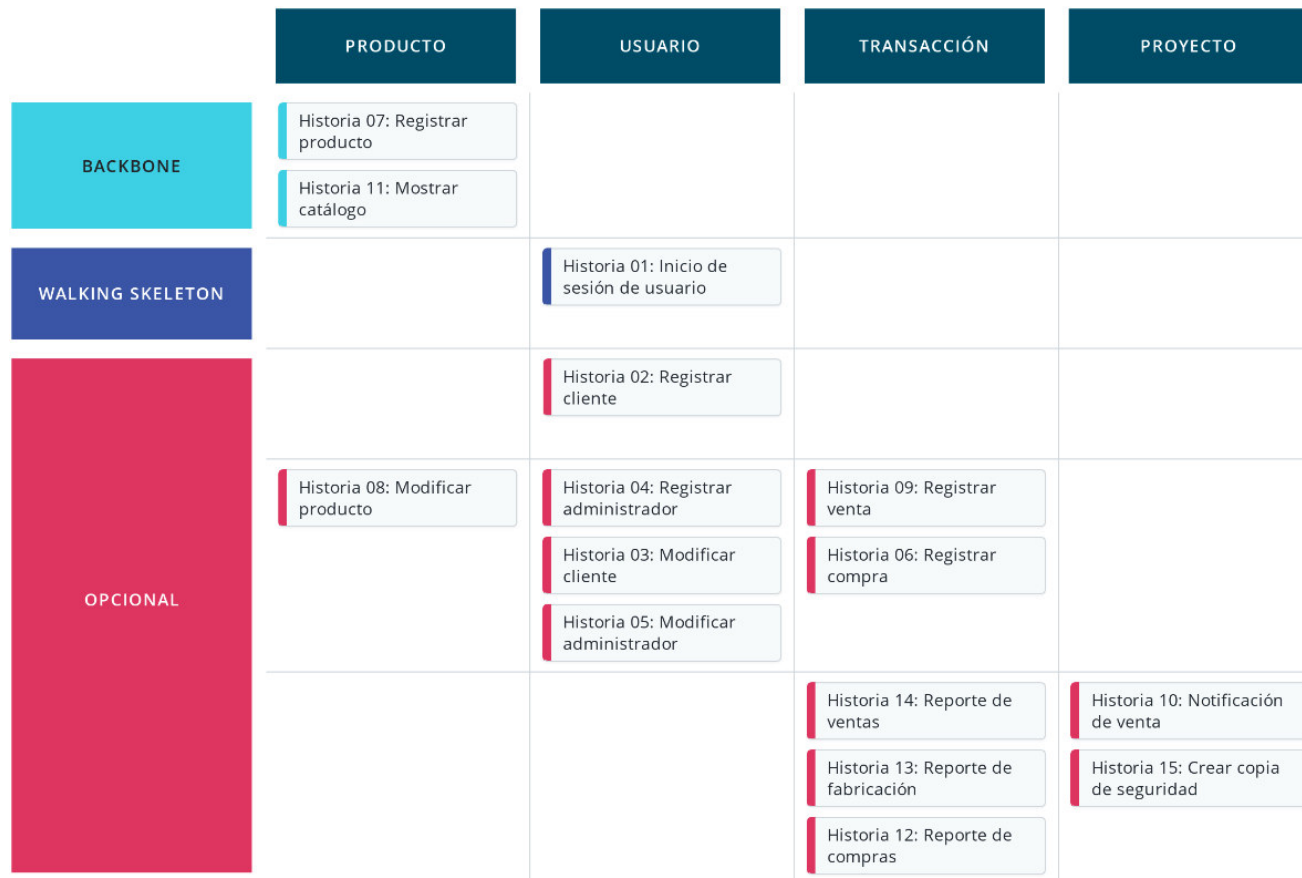 PRODUCTO
USUARIO
TRANSACCIÓN
PROYECTO
BACKBONE
Historia 07: Registrar
producto
Historia 11: Mostrar
catálogo
WALKING SKELETON
Historia 01: Inicio de
sesión de usuario
OPCIONAL
Historia 02: Registrar
cliente
Historia 08: Modificar
producto
Historia 04: Registrar
administrador
Historia 03: Modificar
cliente
Historia 05: Modificar
administrador
Historia 09: Registrar
venta
Historia 06: Registrar
compra
Historia 14: Reporte de
ventas
Historia 13: Reporte de
fabricación
Historia 12: Reporte de
compras
Historia 10: Notificación
de venta
Historia 15: Crear copia
de seguridad